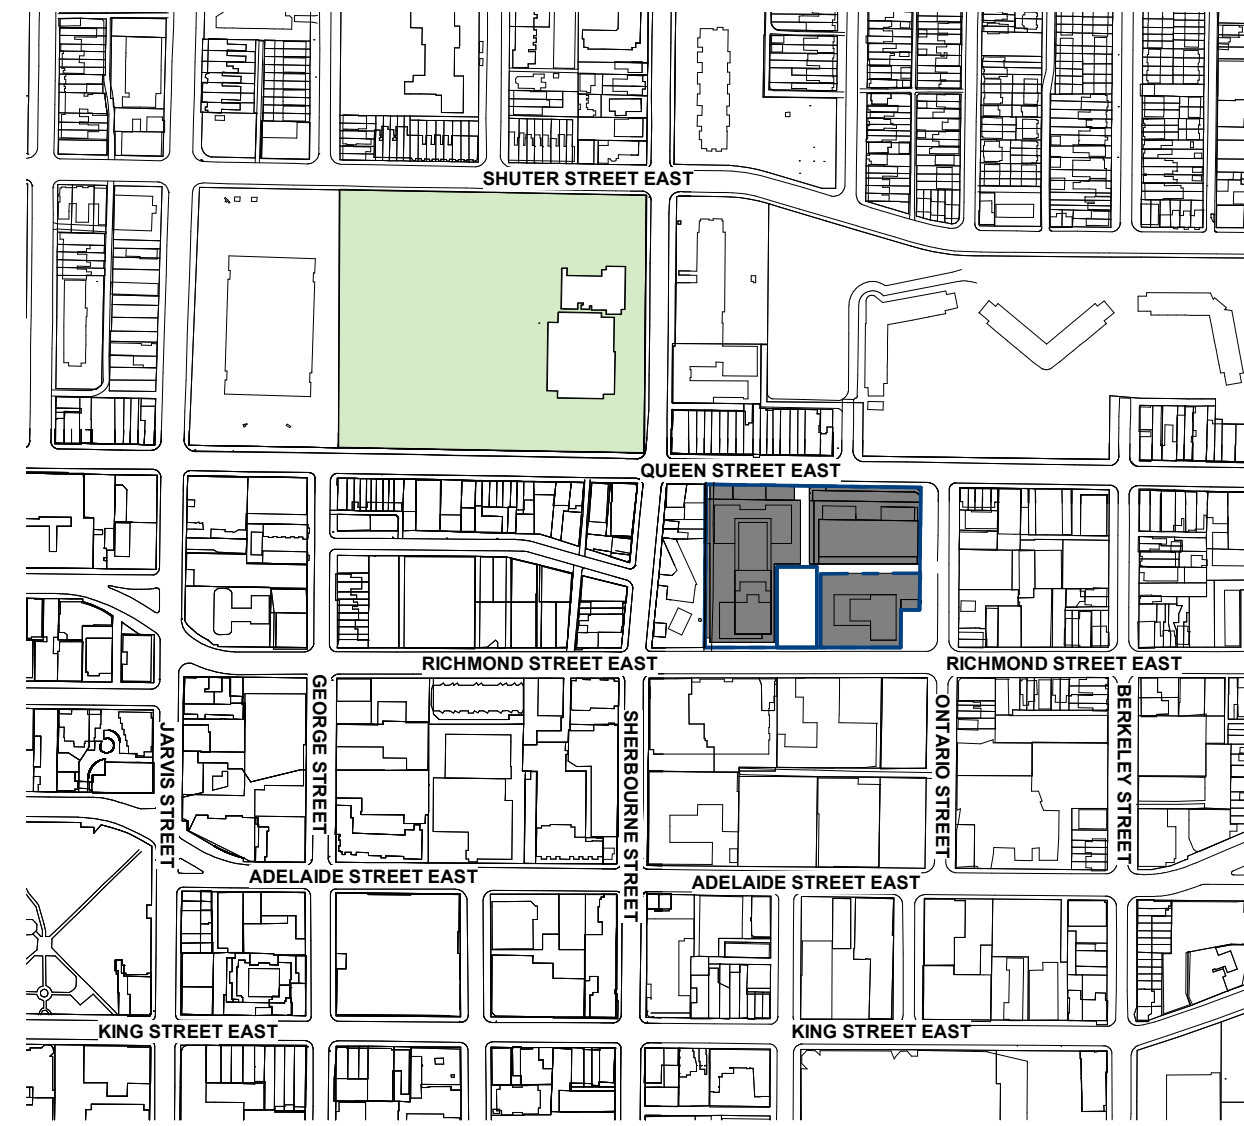 SHUTER STREET EAST
QUEEN STREET EAST
RICHMOND STREET EAST
RICHMOND STREET EAST
JARVIS STREET
GEORGE STREET
SHERBOURNE STREET
ONTARIO STREET
BERKELEY STREET
ADELAIDE STREET EAST
ADELAIDE STREET EAST
KING STREET EAST
KING STREET EAST